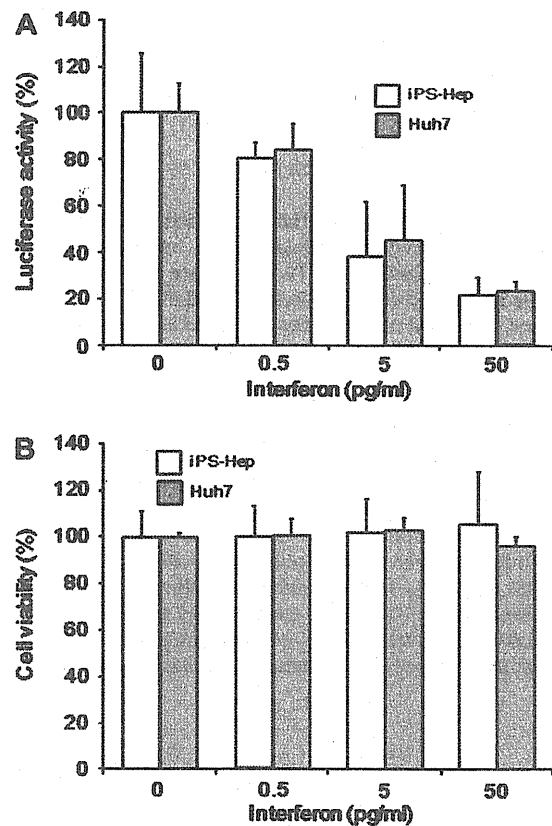 A
Luciferase activity (%)
140
120
100
80
60
40
20
0
iPS-Hep
Huh7
0 0.5 5 50
Interferon (pg/ml)
B
Cell viability (%)
140
120
100
80
60
40
20
0
iPS-Hep
Huh7
0 0.5 5 50
Interferon (pg/ml)